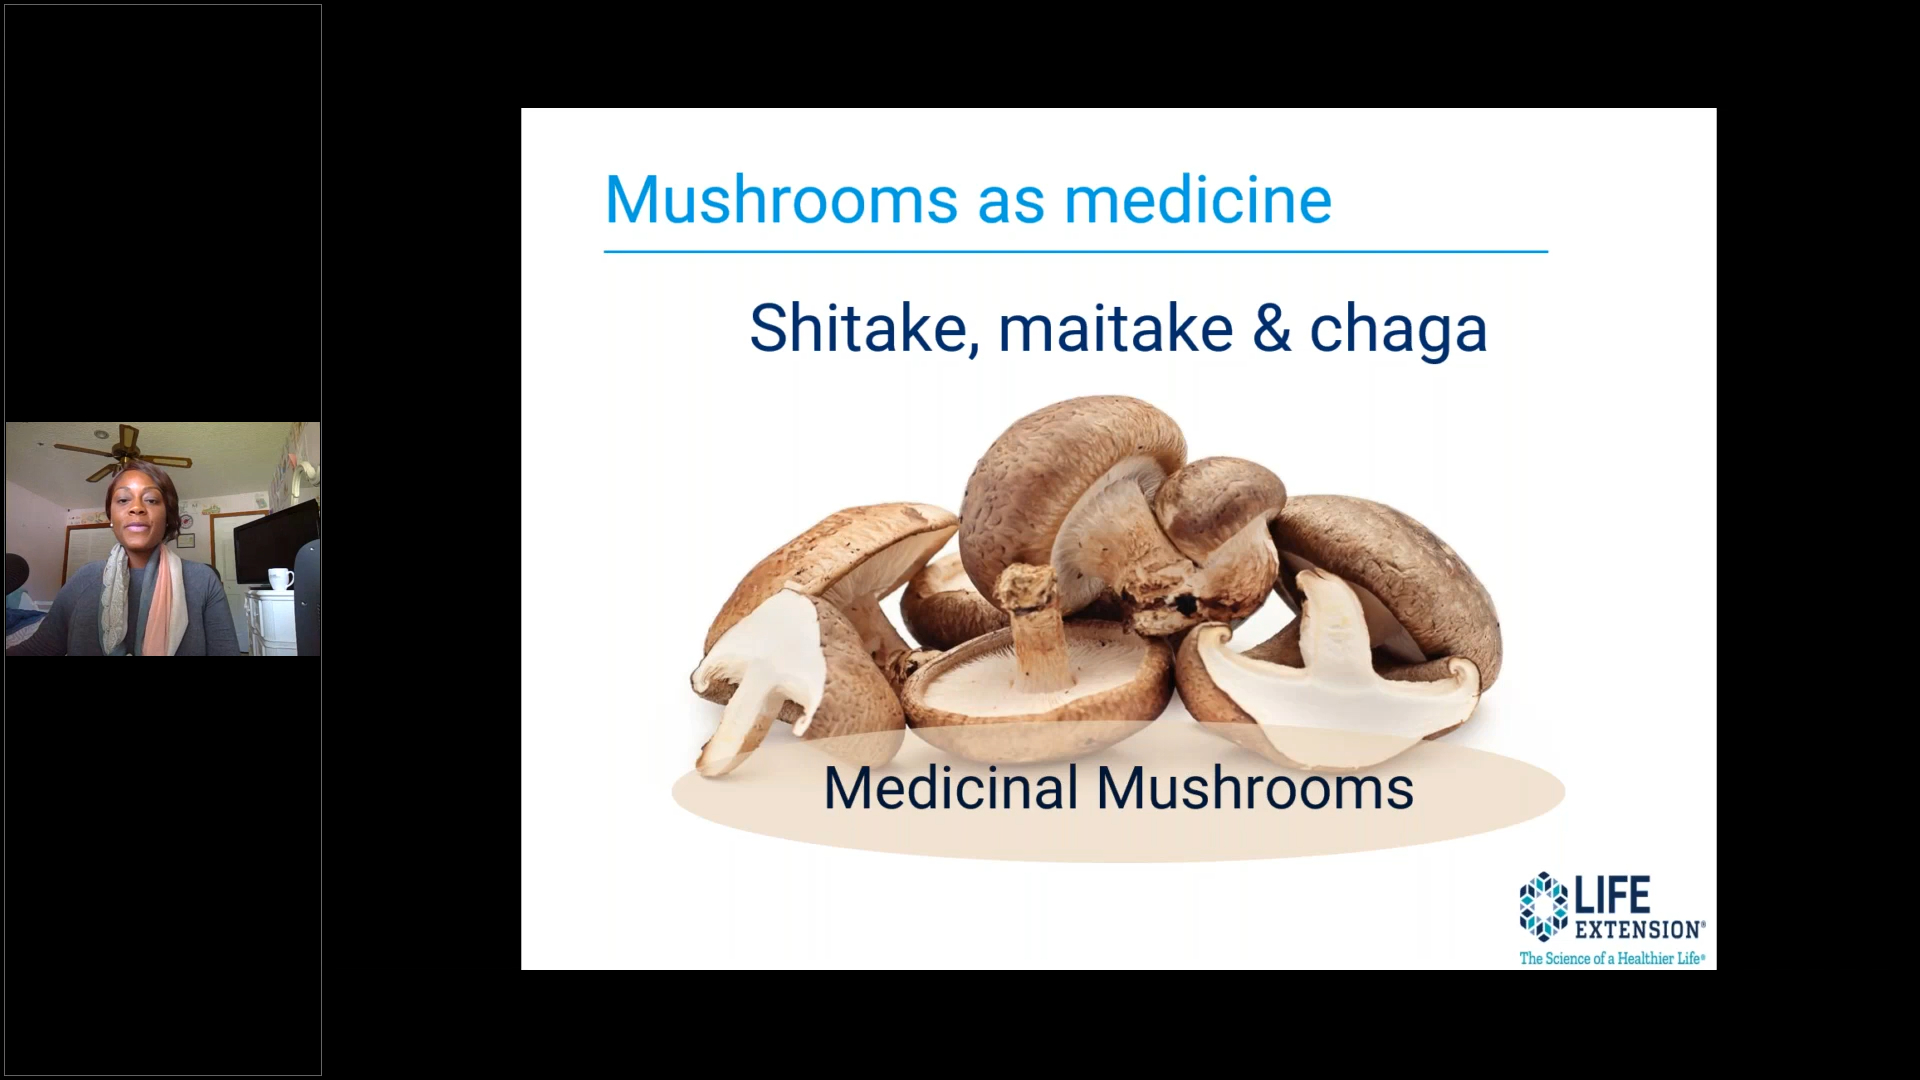 Mushrooms as medicine
Shitake, maitake & chaga
Medicinal Mushrooms
LIFE
EXTENSION®
The Science of a Healthier Life®